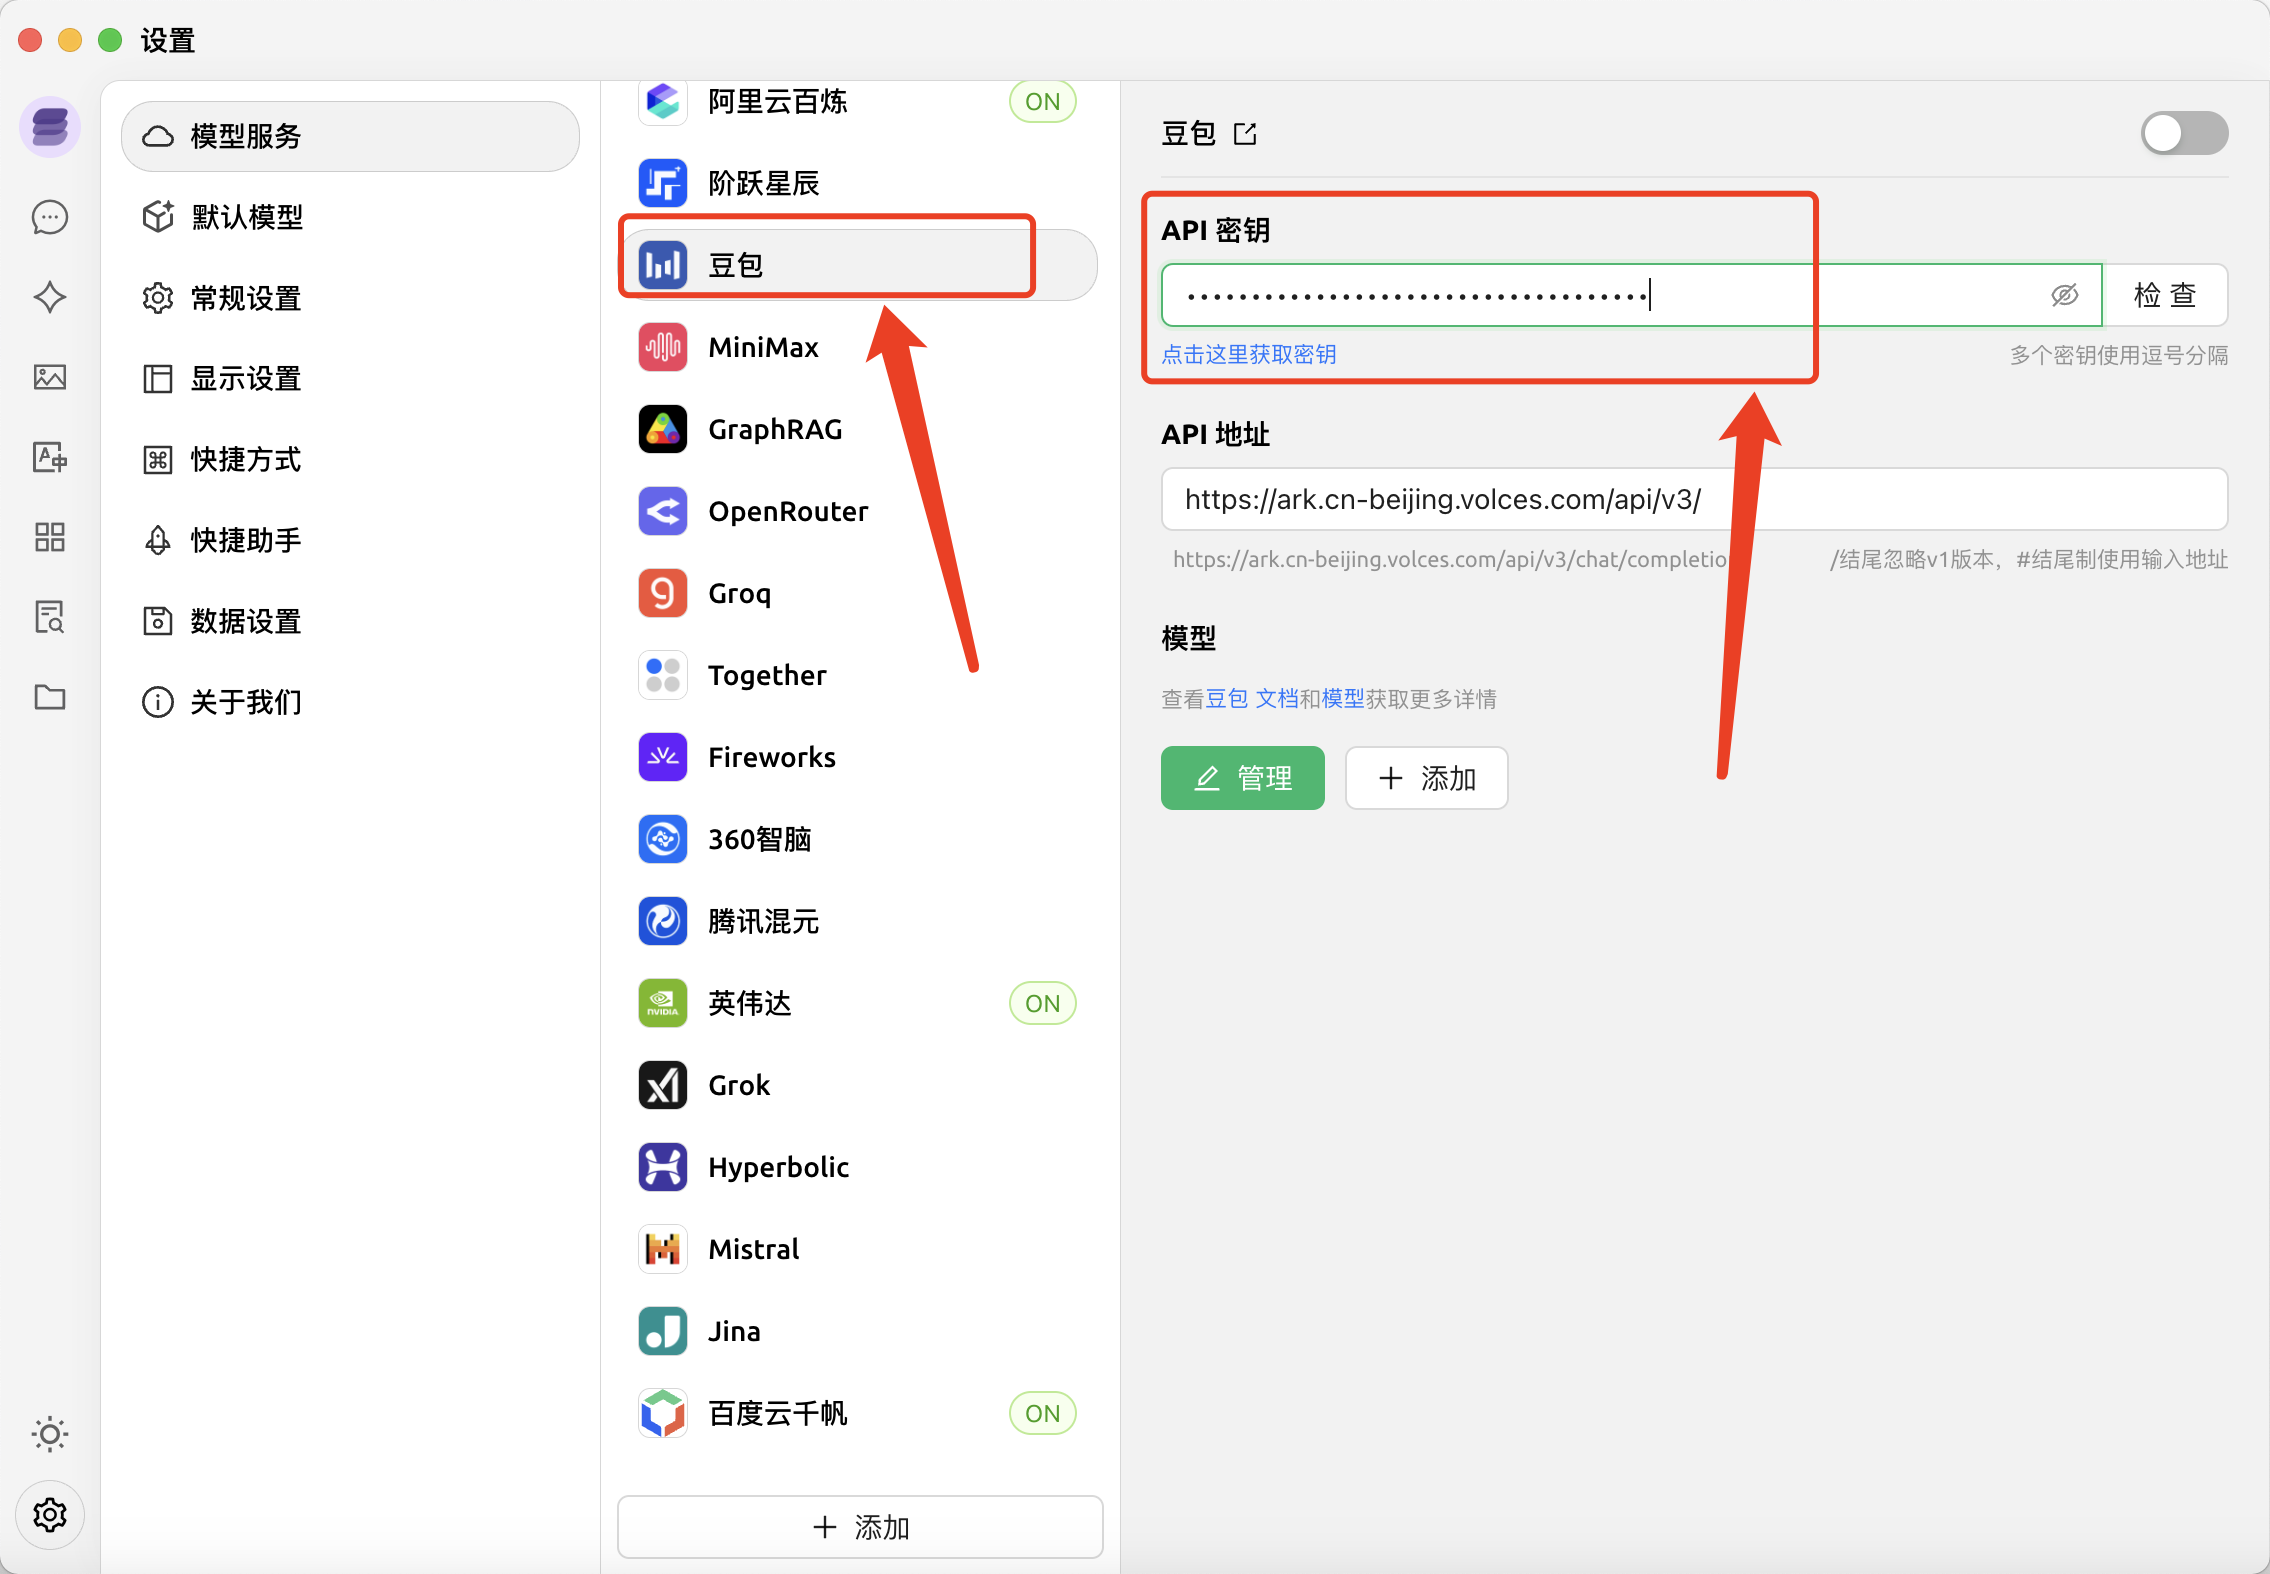 设置
模型服务
默认模型
常规设置
显示设置
快捷方式
快捷助手
数据设置
关于我们
阿里云百炼 ON
阶跃星辰
豆包
MiniMax
GraphRAG
OpenRouter
Groq
Together
Fireworks
360智脑
腾讯混元
英伟达 ON
Grok
Hyperbolic
Mistral
Jina
百度云千帆 ON
添加
豆包
API 密钥
检 查
点击这里获取密钥 多个密钥使用逗号分隔
API 地址
https://ark.cn-beijing.volces.com/api/v3/
https://ark.cn-beijing.volces.com/api/v3/chat/completio /结尾忽略v1版本，#结尾制使用输入地址
模型
查看豆包 文档和模型获取更多详情
管理 添加
NVIDIA